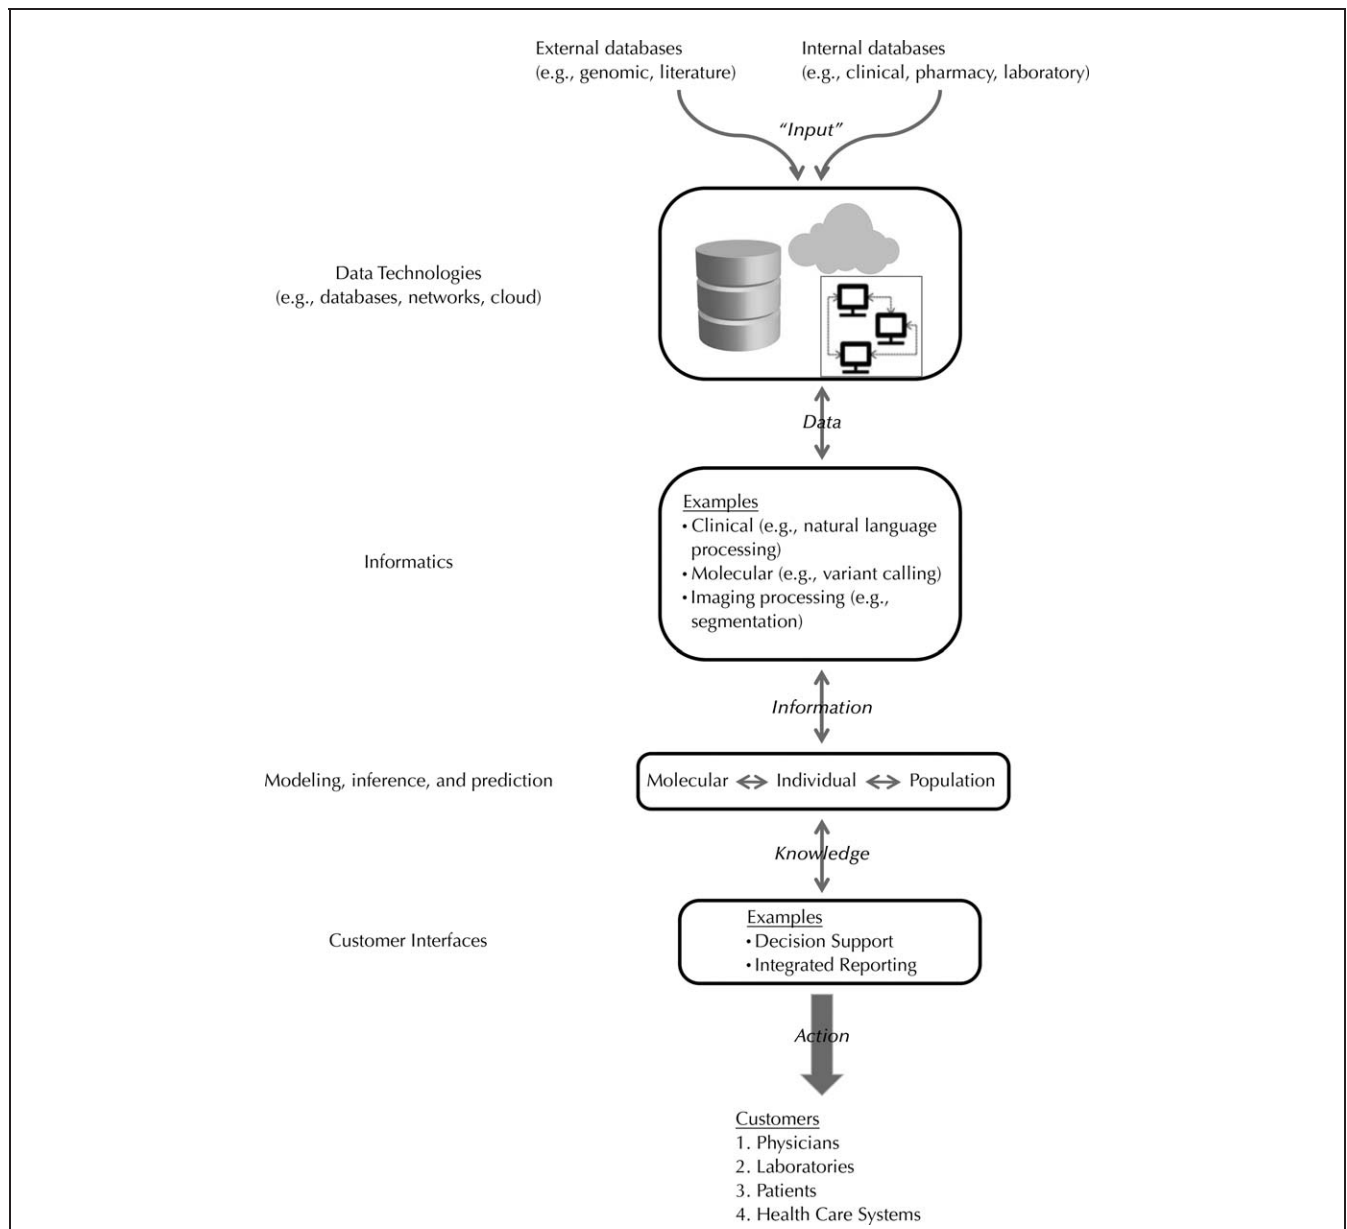 External databases
(e.g., genomic, literature)
Internal databases
(e.g., clinical, pharmacy, laboratory)
“Input”
Data Technologies
(e.g., databases, networks, cloud)
Data
Informatics
Examples
• Clinical (e.g., natural language
processing)
• Molecular (e.g., variant calling)
• Imaging processing (e.g.,
segmentation)
Information
Modeling, inference, and prediction
Molecular Individual Population
Knowledge
Customer Interfaces
Examples
• Decision Support
• Integrated Reporting
Action
Customers
1. Physicians
2. Laboratories
3. Patients
4. Health Care Systems